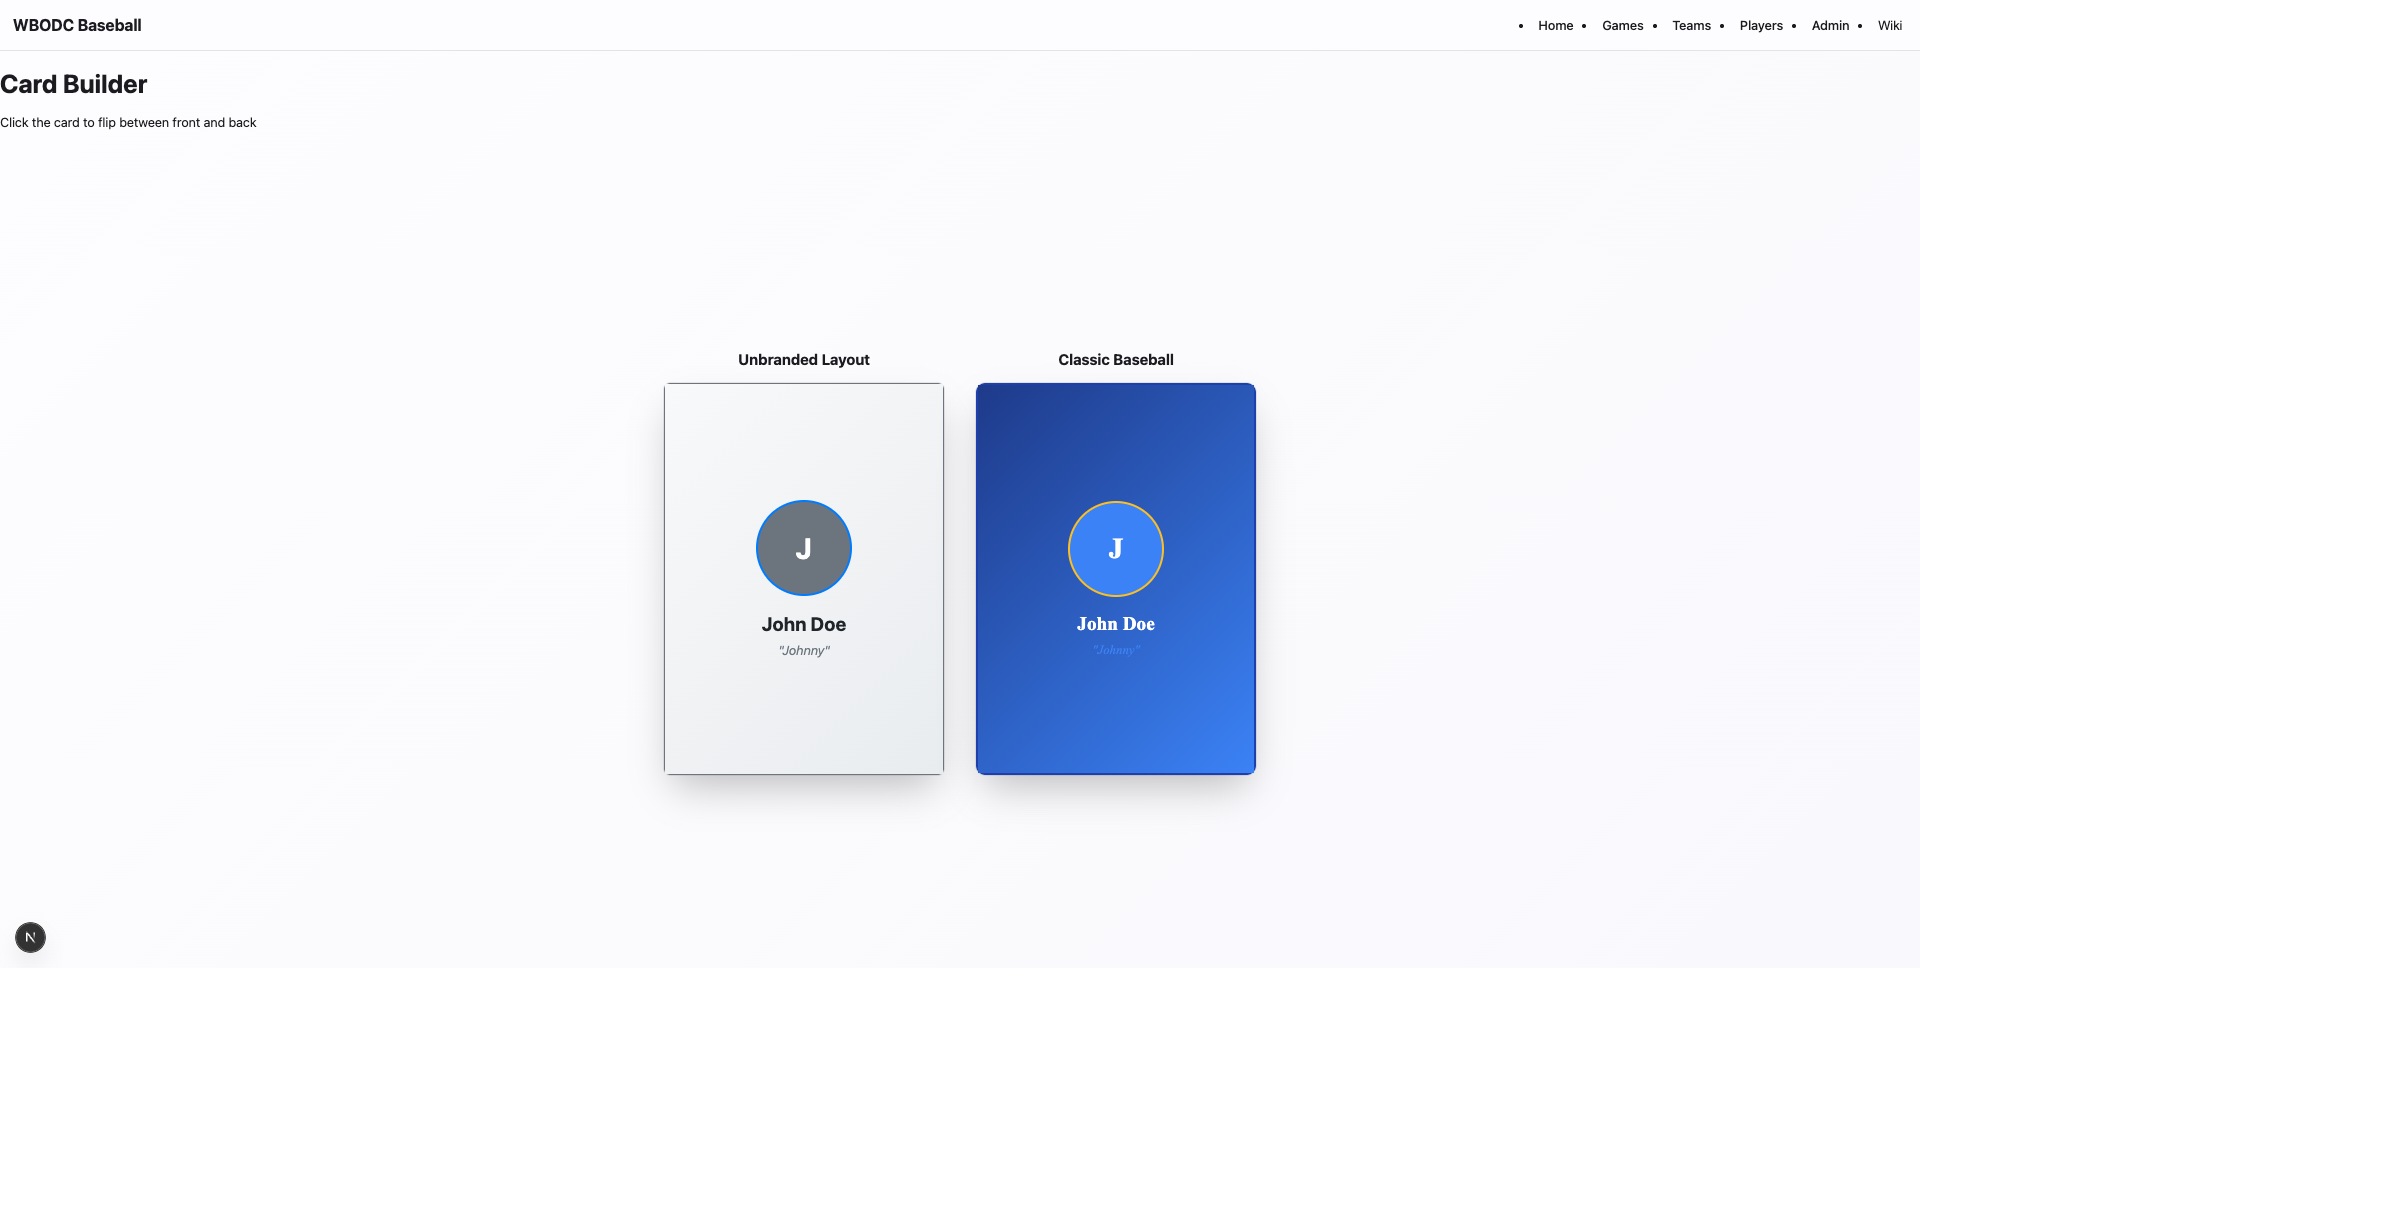 WBODC Baseball
• Home • Games • Teams • Players • Admin • Wiki
Card Builder
Click the card to flip between front and back
Unbranded Layout
J
John Doe
"Johnny"
Classic Baseball
J
John Doe
"Johnny"
N